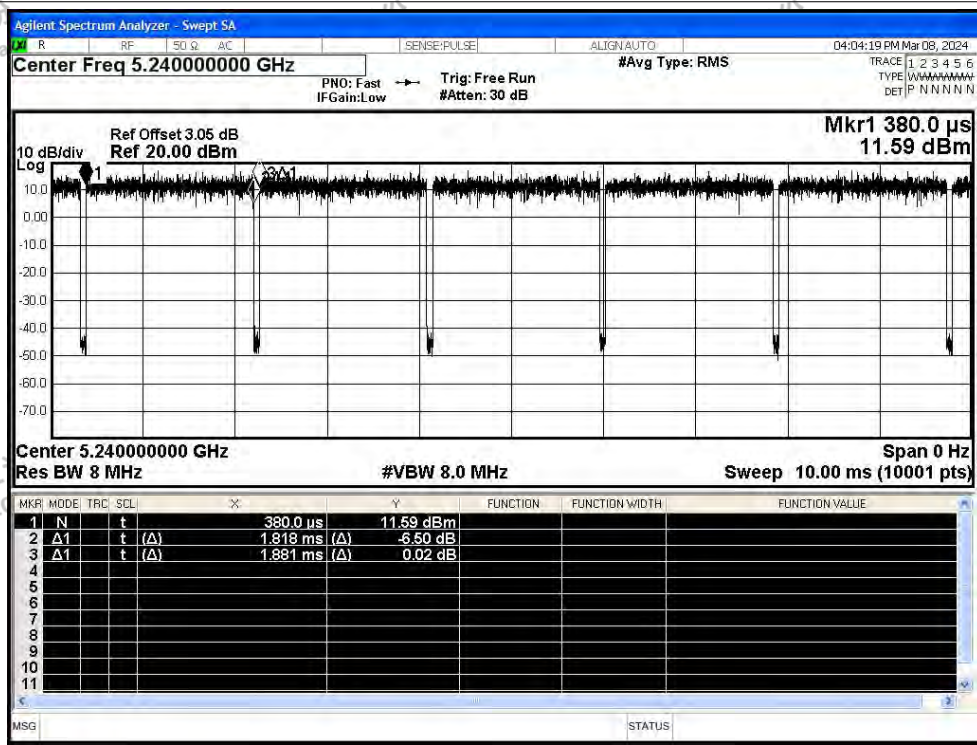 Agilent Spectrum Analyzer - Swept SA
R RF 50 Ω AC SENSE:PULSE ALIGN AUTO 04:04:19 PM Mar 08, 2024
Center Freq 5.240000000 GHz
#Avg Type: RMS
TRACE 1 2 3 4 5 6
PNO: Fast Trig: Free Run
TYPE
IFGain:Low #Atten: 30 dB
DET P N N N N N
Mkr1 380.0 µs
Ref Offset 3.05 dB
10 dB/div Ref 20.00 dBm
11.59 dBm
Log
1
3Δ1
10.0
0.00
-10.0
-20.0
-30.0
-40.0
-50.0
-60.0
-70.0
Center 5.240000000 GHz Span 0 Hz
Res BW 8 MHz #VBW 8.0 MHz Sweep 10.00 ms (10001 pts)
MKR MODE TRC SCL X Y FUNCTION FUNCTION WIDTH FUNCTION VALUE
1 N t 380.0 µs 11.59 dBm
2 Δ1 t (Δ) 1.818 ms (Δ) -6.50 dB
3 Δ1 t (Δ) 1.881 ms (Δ) 0.02 dB
4
5
6
7
8
9
10
11
MSG STATUS